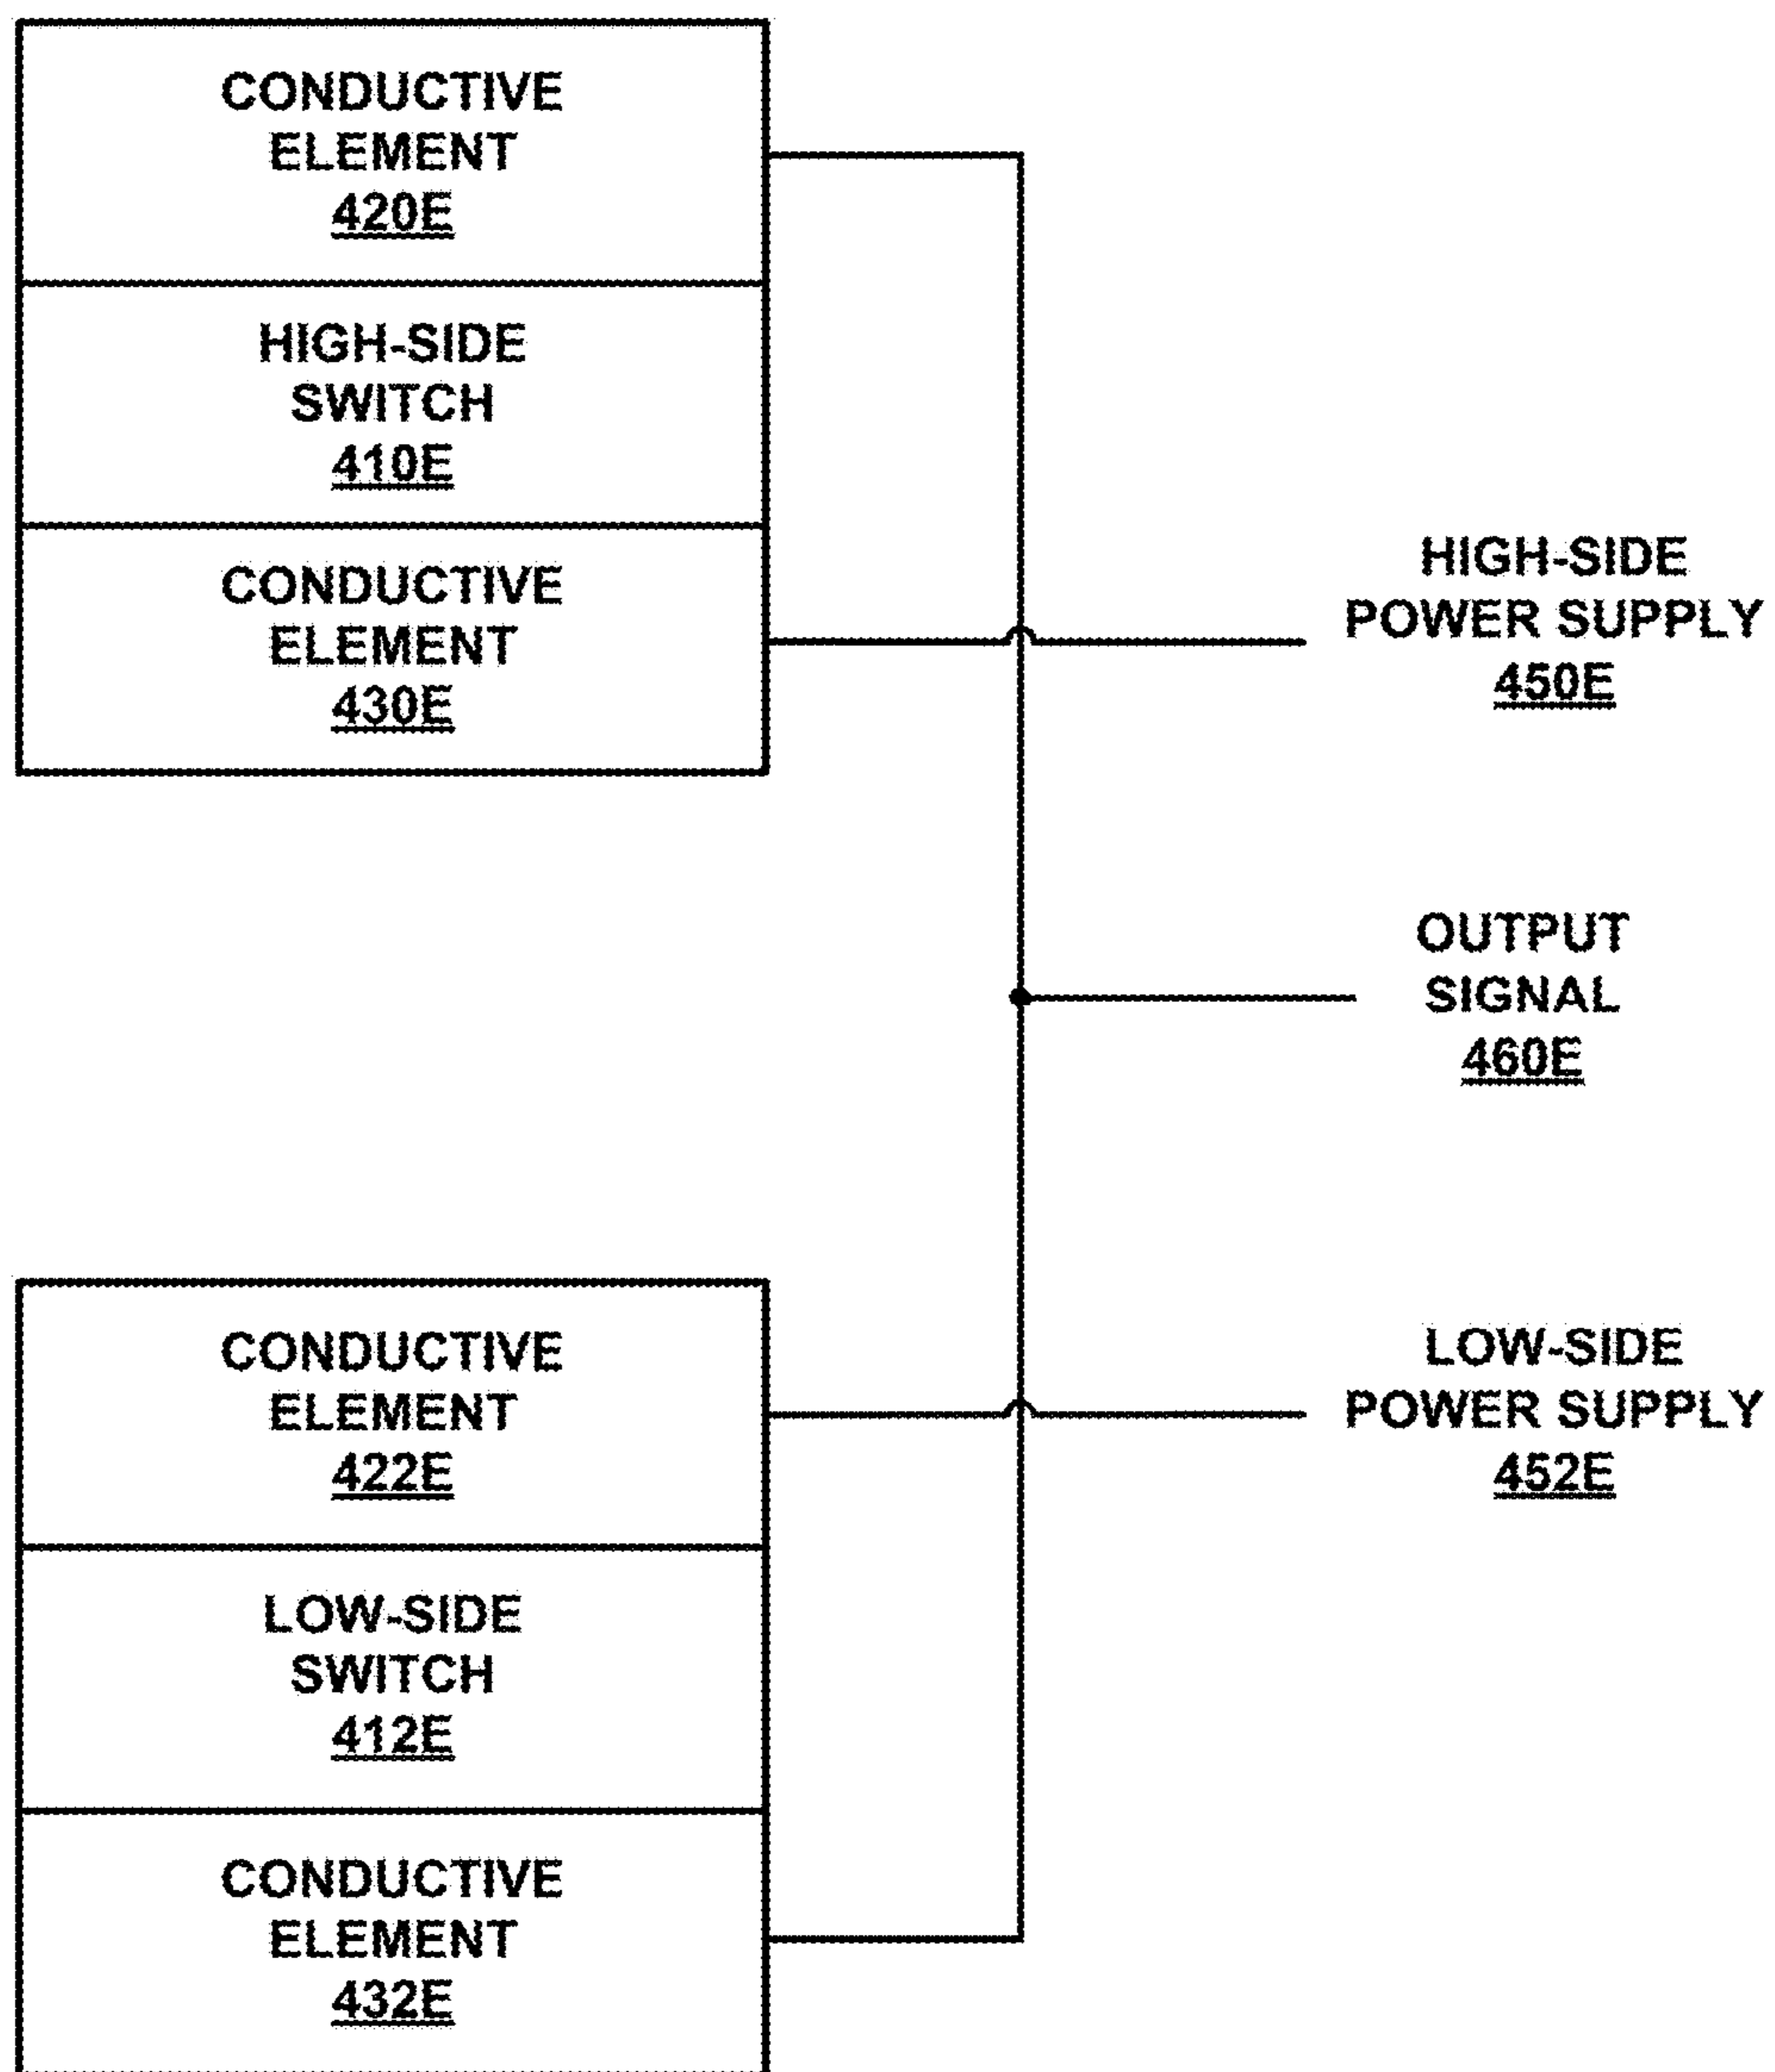 CONDUCTIVE
ELEMENT
420E
HIGH-SIDE
SWITCH
410E
CONDUCTIVE
ELEMENT
430E
HIGH-SIDE
POWER SUPPLY
450E
OUTPUT
SIGNAL
460E
CONDUCTIVE
ELEMENT
422E
LOW-SIDE
POWER SUPPLY
452E
LOW-SIDE
SWITCH
412E
CONDUCTIVE
ELEMENT
432E